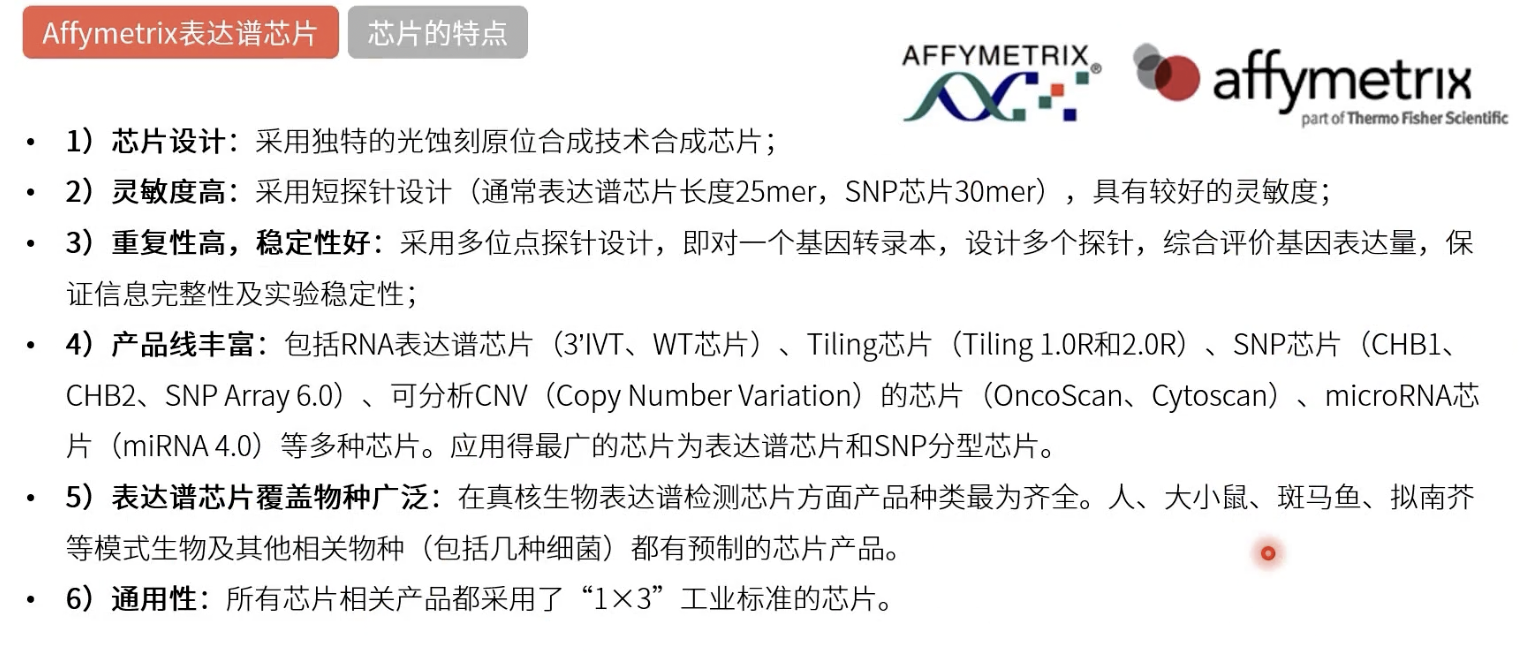 Affymetrix表达谱芯片 芯片的特点
AFFYMETRIX®
affymetrix
part of Thermo Fisher Scientific
• 1）芯片设计：采用独特的光蚀刻原位合成技术合成芯片；
• 2）灵敏度高：采用短探针设计（通常表达谱芯片长度25mer，SNP芯片30mer），具有较好的灵敏度；
• 3）重复性高，稳定性好：采用多位点探针设计，即对一个基因转录本，设计多个探针，综合评价基因表达量，保
证信息完整性及实验稳定性；
• 4）产品线丰富：包括RNA表达谱芯片（3’IVT、WT芯片）、Tiling芯片（Tiling 1.0R和2.0R）、SNP芯片（CHB1、
CHB2、SNP Array 6.0）、可分析CNV（Copy Number Variation）的芯片（OncoScan、Cytoscan）、microRNA芯
片（miRNA 4.0）等多种芯片。应用得最广的芯片为表达谱芯片和SNP分型芯片。
• 5）表达谱芯片覆盖物种广泛：在真核生物表达谱检测芯片方面产品种类最为齐全。人、大小鼠、斑马鱼、拟南芥
等模式生物及其他相关物种（包括几种细菌）都有预制的芯片产品。
• 6）通用性：所有芯片相关产品都采用了“1×3”工业标准的芯片。